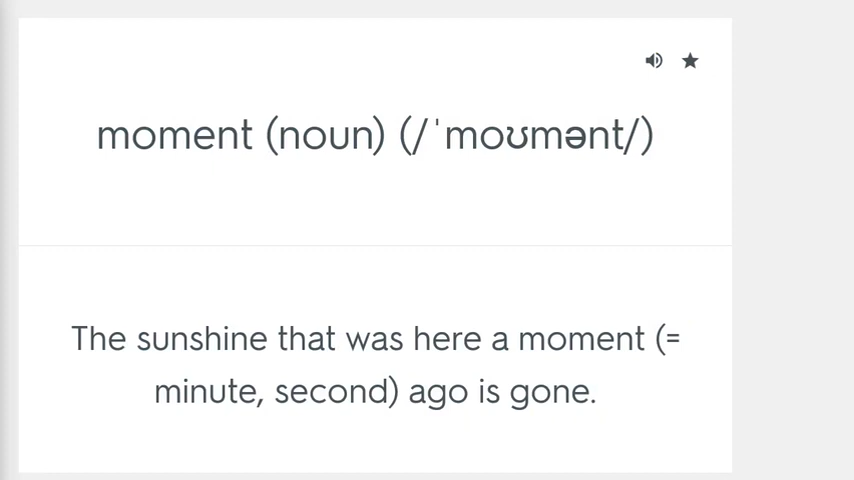 moment (noun) (/ˈmoʊmənt/)
The sunshine that was here a moment (=
minute, second) ago is gone.